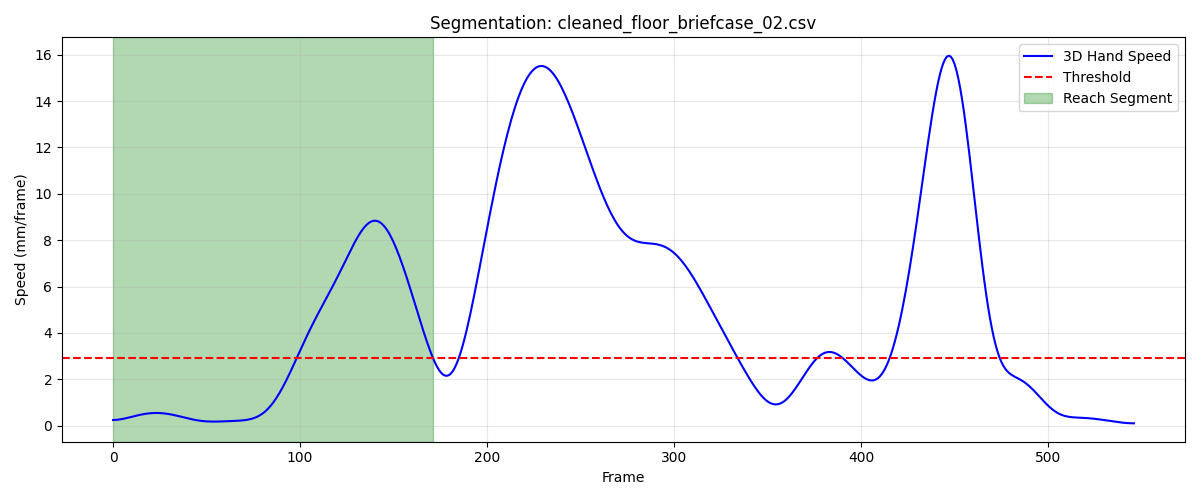 Segmentation: cleaned_floor_briefcase_02.csv
3D Hand Speed
Threshold
Reach Segment
Speed (mm/frame)
16
14
12
10
8
6
4
2
0
0 100 200 300 400 500
Frame